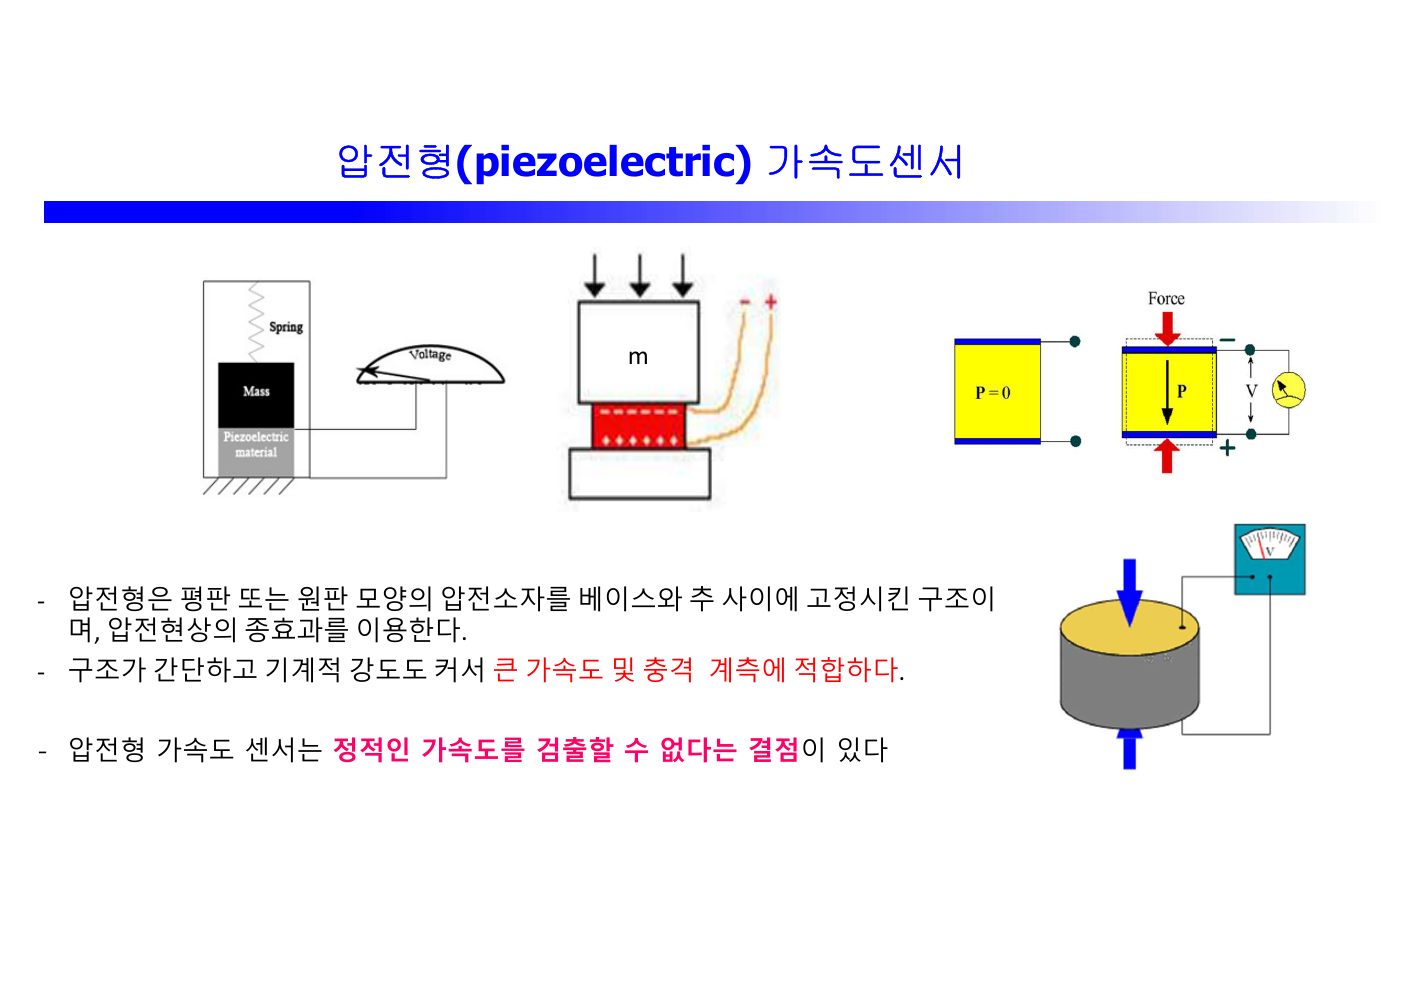 압전형(piezoelectric) 가속도센서
Spring
Voltage
Mass
Piezoelectric
material
m
- +
Force
P = 0
P
V
-
+
V
- 압전형은 평판 또는 원판 모양의 압전소자를 베이스와 추 사이에 고정시킨 구조이
며, 압전현상의 종효과를 이용한다.
- 구조가 간단하고 기계적 강도도 커서 큰 가속도 및 충격 계측에 적합하다.
- 압전형 가속도 센서는 정적인 가속도를 검출할 수 없다는 결점이 있다